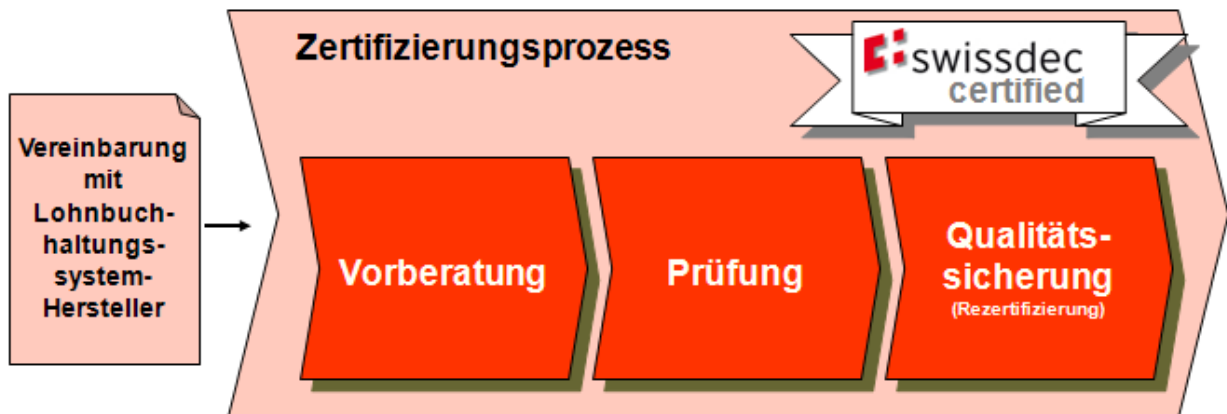 Zertifizierungsprozess
swissdec
certified
Vereinbarung
mit
Lohnbuch-
haltungs-
system-
Hersteller
Vorberatung
Prüfung
Qualitäts-
sicherung
(Rezertifizierung)